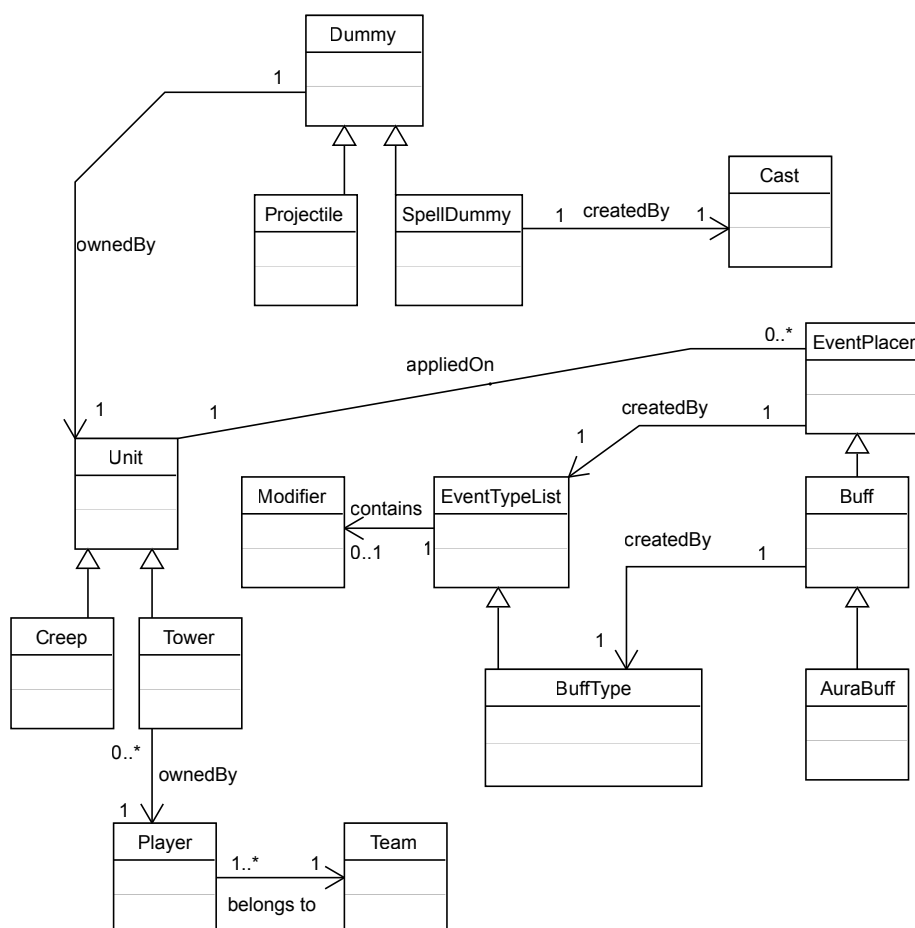 Dummy
1
Cast
Projectile
SpellDummy
1
createdBy
1
ownedBy
0..*
EventPlacer
appliedOn
1
1
createdBy
1
1
Unit
Modifier
contains
EventTypeList
Buff
0..1
1
createdBy
1
Creep
Tower
1
BuffType
AuraBuff
0..*
ownedBy
1
Player
1..*
1
Team
belongs to